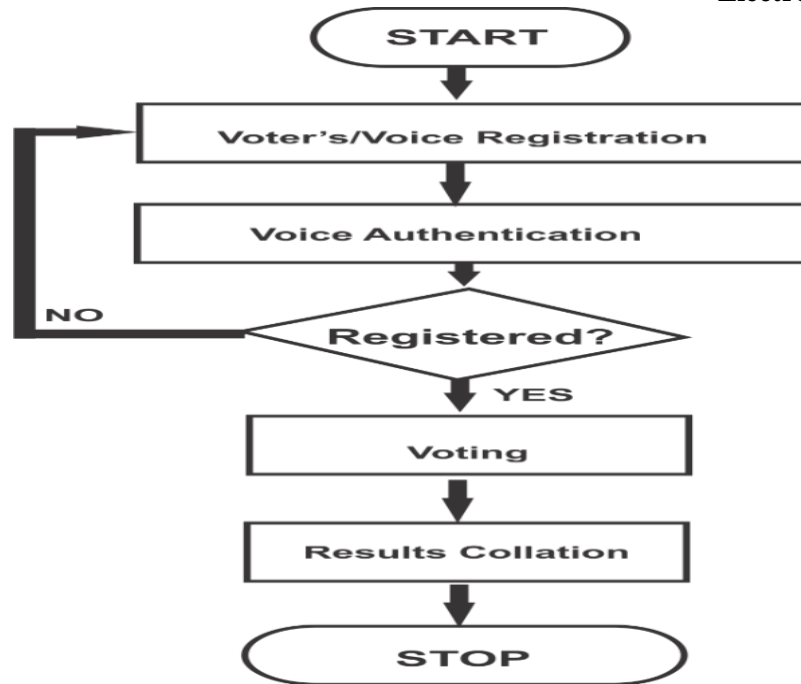 START
Voter's/Voice Registration
Voice Authentication
NO
Registered?
YES
Voting
Results Collation
STOP